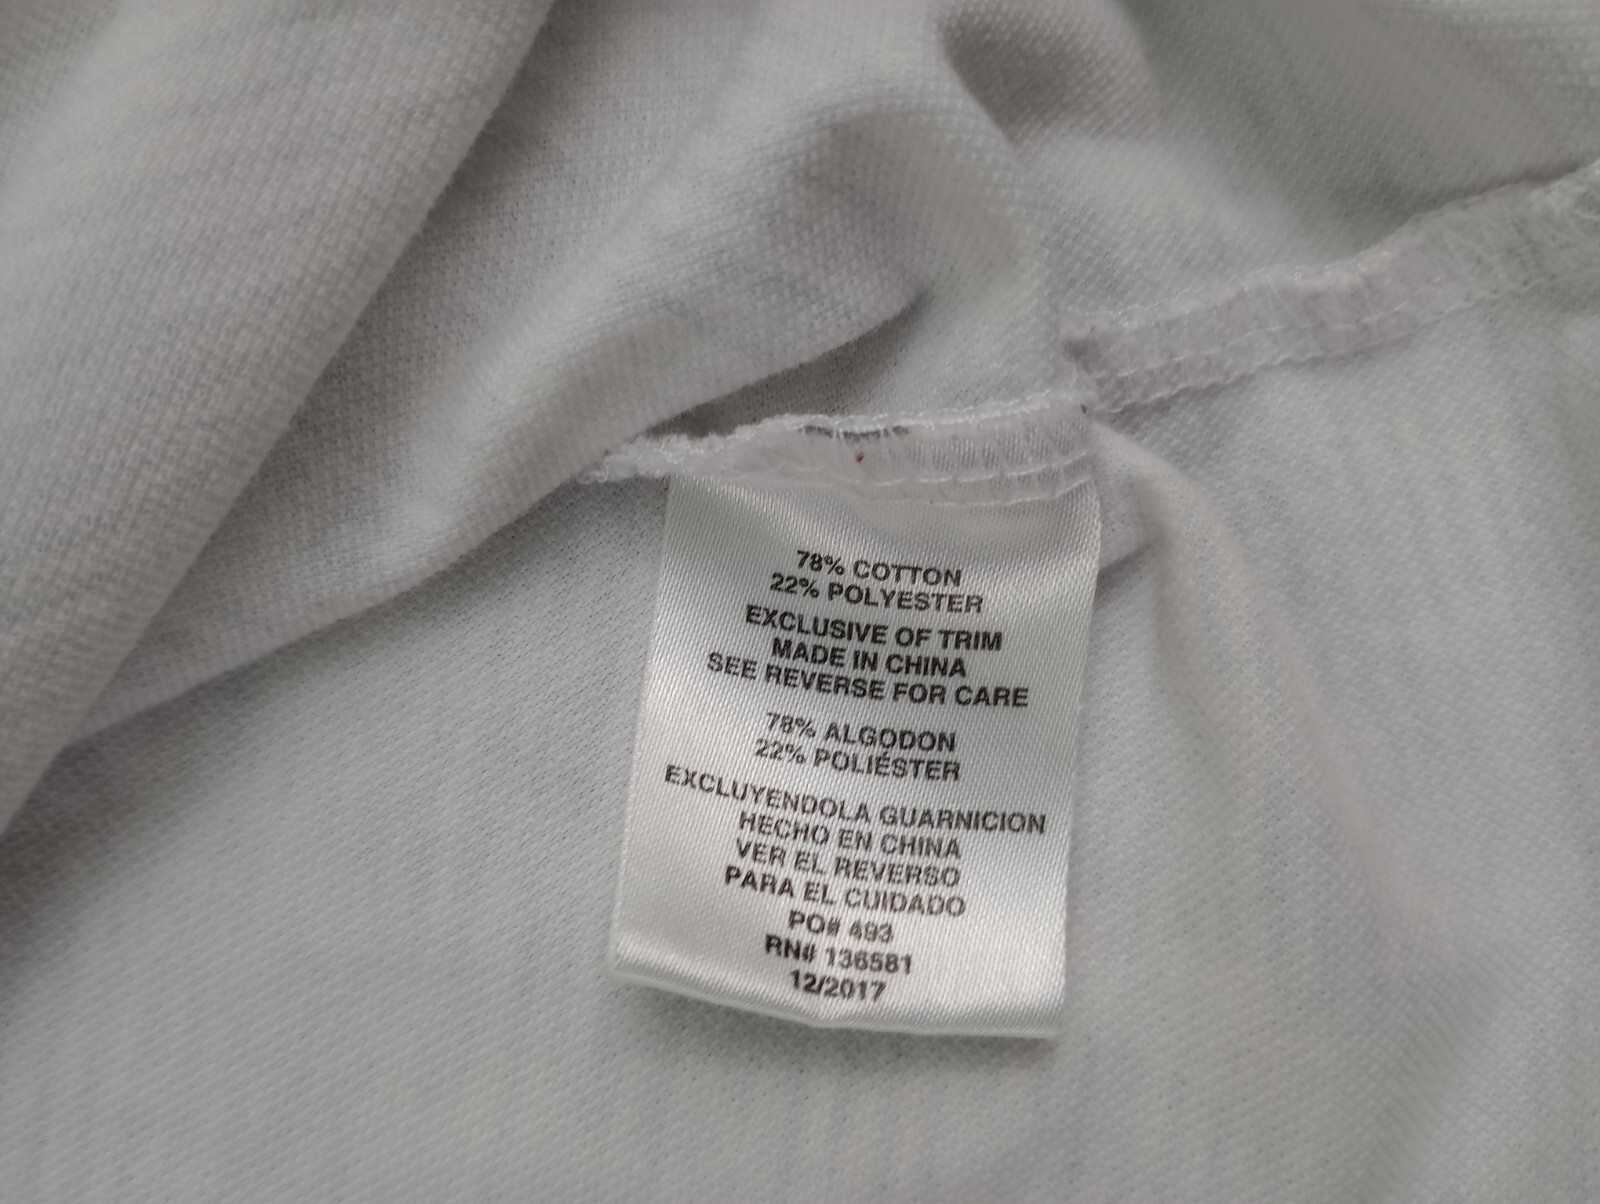 78% COTTON
22% POLYESTER
EXCLUSIVE OF TRIM
MADE IN CHINA
SEE REVERSE FOR CARE
78% ALGODON
22% POLIÉSTER
EXCLUYENDOLA GUARNICION
HECHO EN CHINA
VER EL REVERSO
PARA EL CUIDADO
PO# 493
RN# 136581
12/2017